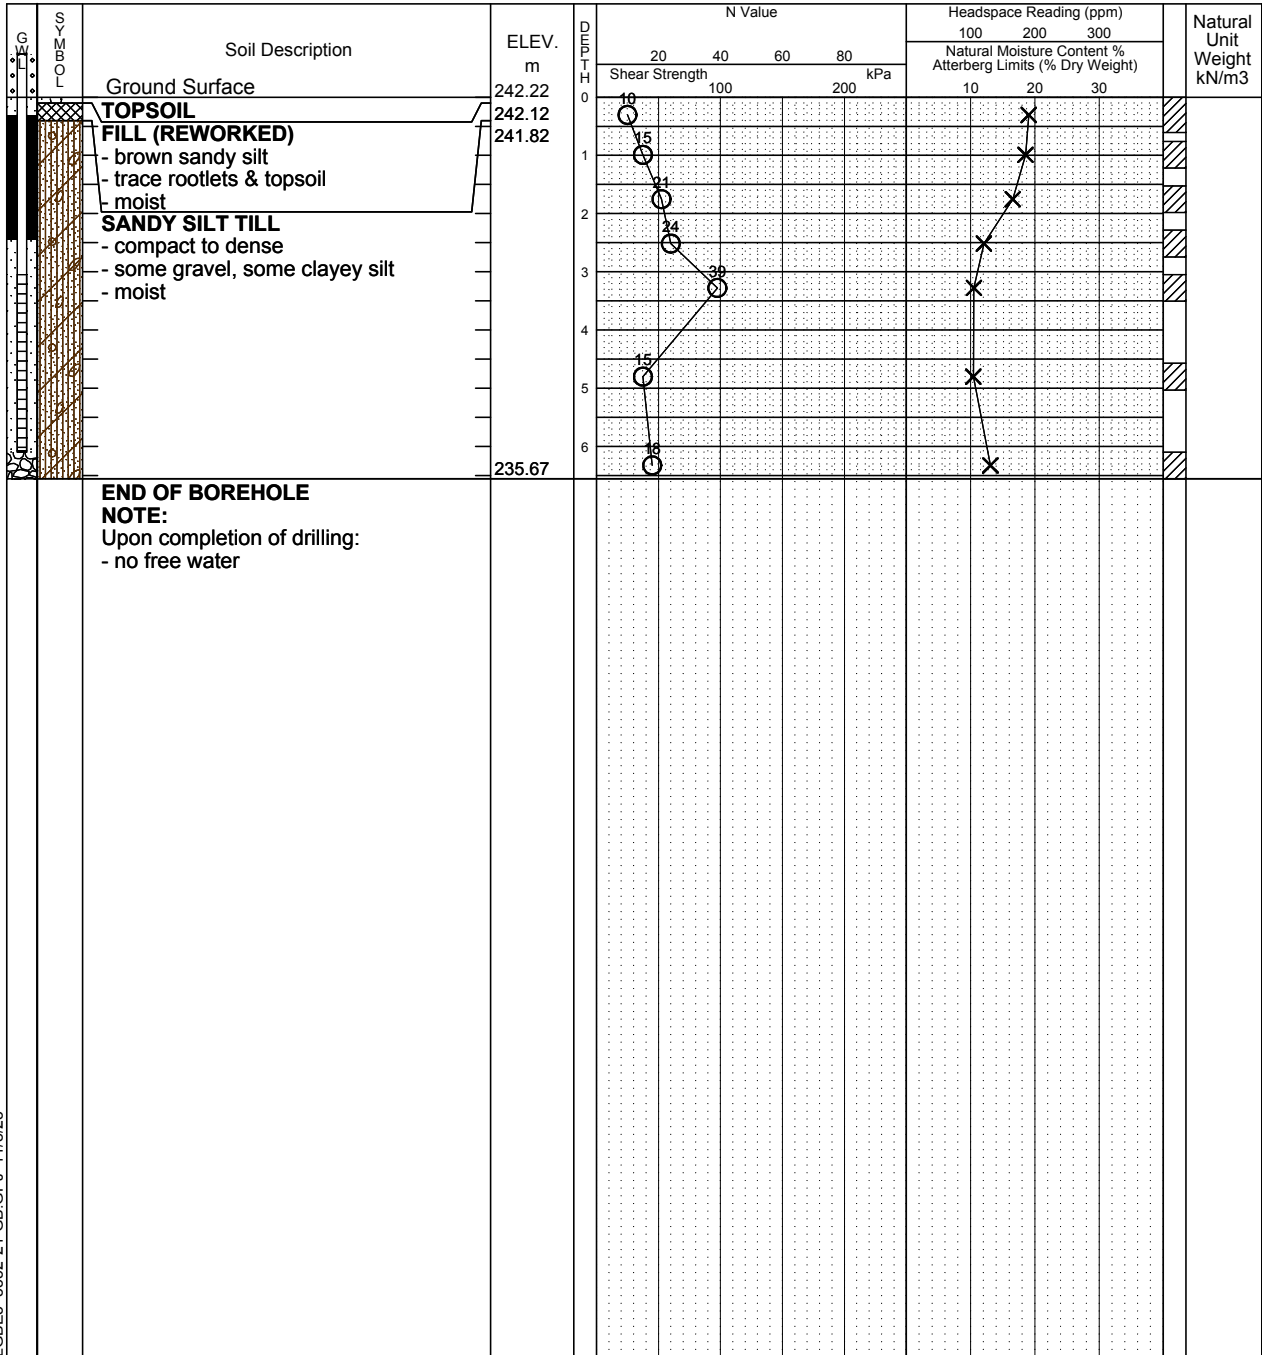 GWL
SYMBOL
Soil Description
ELEV.
m
DEPTH
N Value
20 40 60 80
Shear Strength kPa
100 200
Headspace Reading (ppm)
100 200 300
Natural Moisture Content %
Atterberg Limits (% Dry Weight)
10 20 30
Natural
Unit
Weight
kN/m3
Ground Surface 242.22 0
TOPSOIL 242.12 10
FILL (REWORKED) 241.82 15
- brown sandy silt 1
- trace rootlets & topsoil 21
- moist
SANDY SILT TILL 2
- compact to dense 24
- some gravel, some clayey silt 3 39
- moist
4
15
5
6 18
235.67
END OF BOREHOLE
NOTE:
Upon completion of drilling:
- no free water